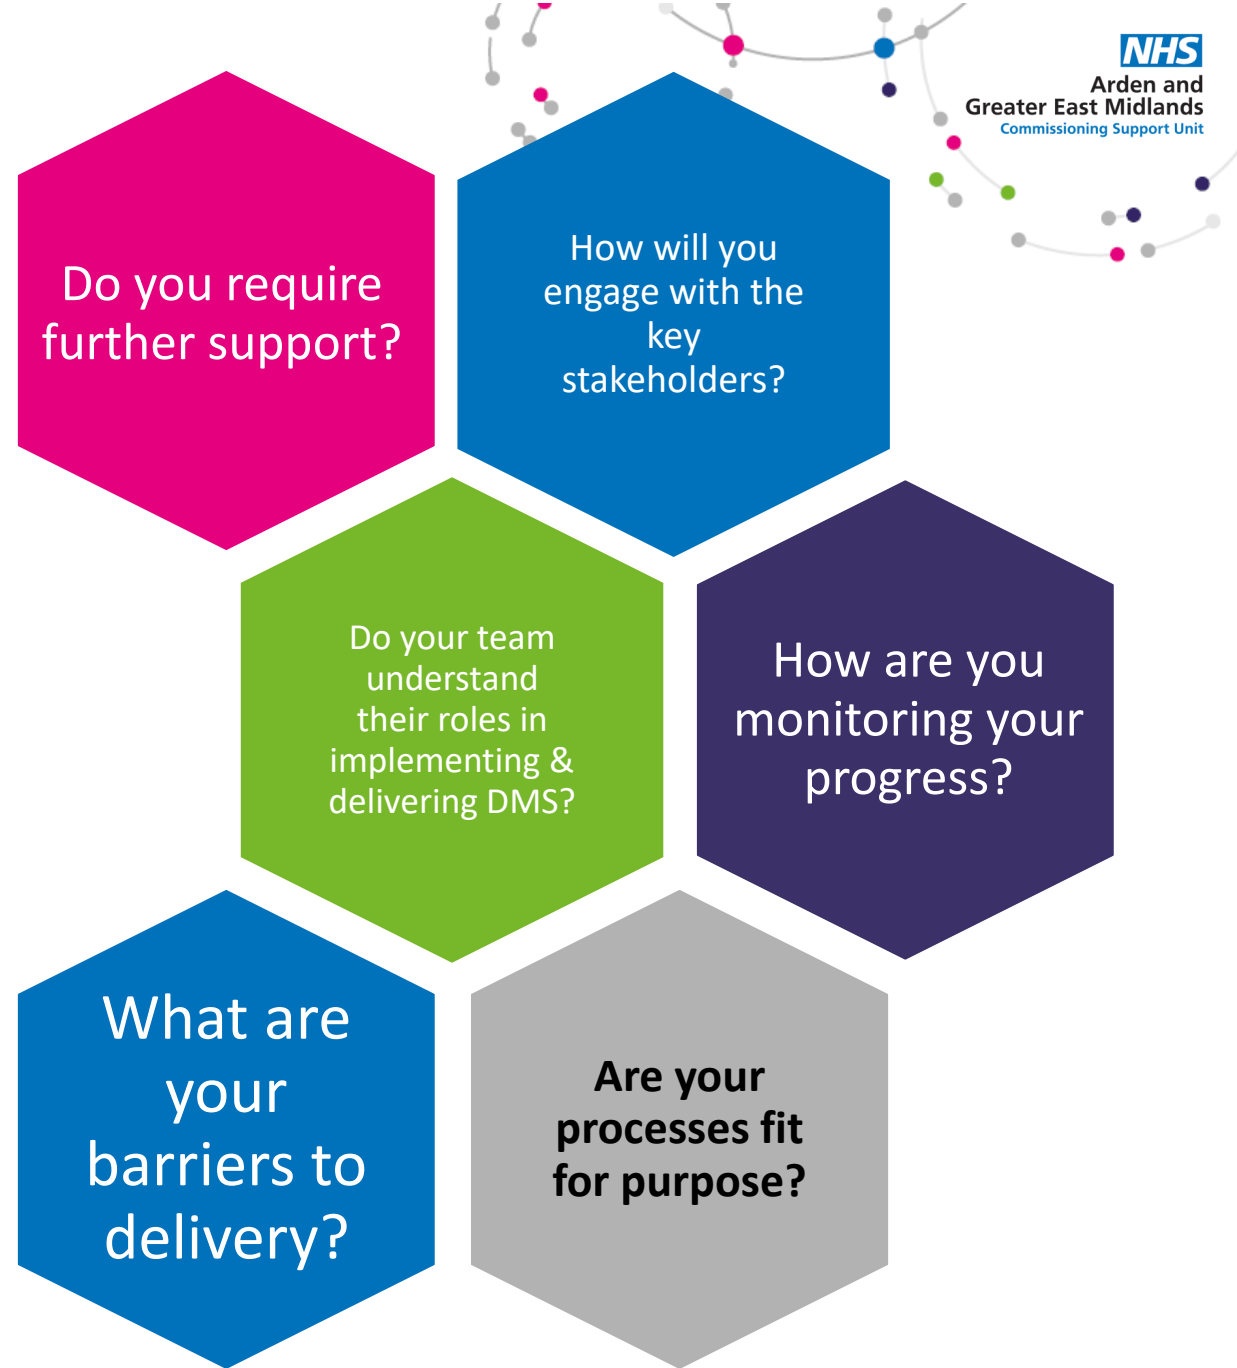 NHS
Arden and
Greater East Midlands
Commissioning Support Unit
Do you require
further support?
How will you
engage with the
key
stakeholders?
Do your team
understand
their roles in
implementing &
delivering DMS?
How are you
monitoring your
progress?
What are
your
barriers to
delivery?
Are your
processes fit
for purpose?